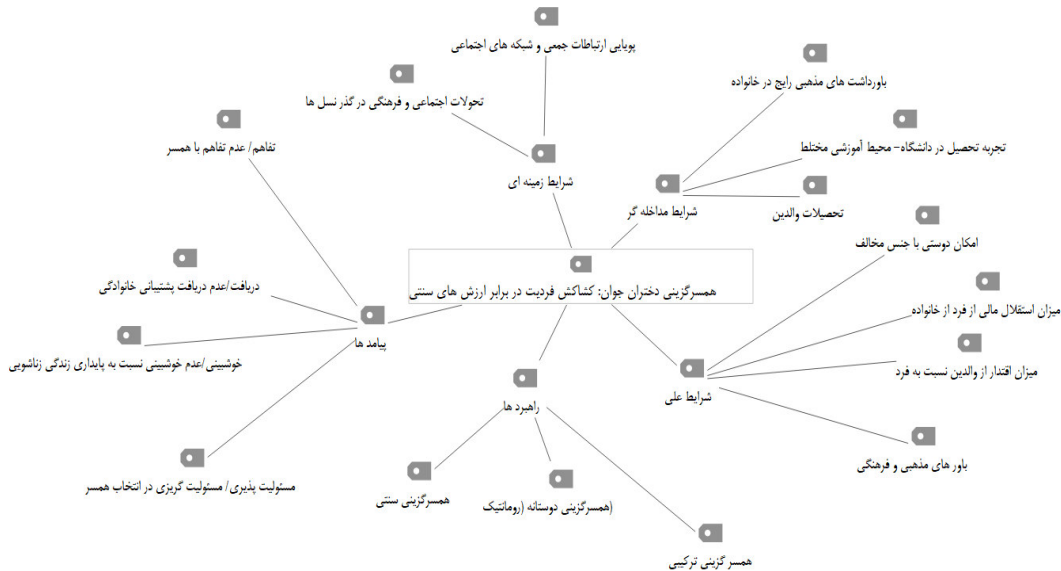 پویایی ارتباطات جمعی و شبکه های اجتماعی
باورداشت های مذهبی رایج در خانواده
تحولات اجتماعی و فرهنگی در گذر نسل ها
تجربه تحصیل در دانشگاه- محیط آموزشی مختلط
تفاهم/ عدم تفاهم با همسر
شرایط زمینه ای
شرایط مداخله گر
تحصیلات والدین
امکان دوستی با جنس مخالف
دریافت/عدم دریافت پشتیبانی خانوادگی
همسرگزینی دختران جوان: کشاکش فردیت در برابر ارزش های سنتی
میزان استقلال مالی از فرد از خانواده
پیامد ها
خوشبینی/عدم خوشبینی نسبت به پایداری زندگی زناشویی
میزان اقتدار از والدین نسبت به فرد
شرایط علی
راهبرد ها
باور های مذهبی و فرهنگی
مسئولیت پذیری/ مسئولیت گریزی در انتخاب همسر
همسرگزینی سنتی
(همسرگزینی دوستانه (رومانتیک
همسر گزینی ترکیبی